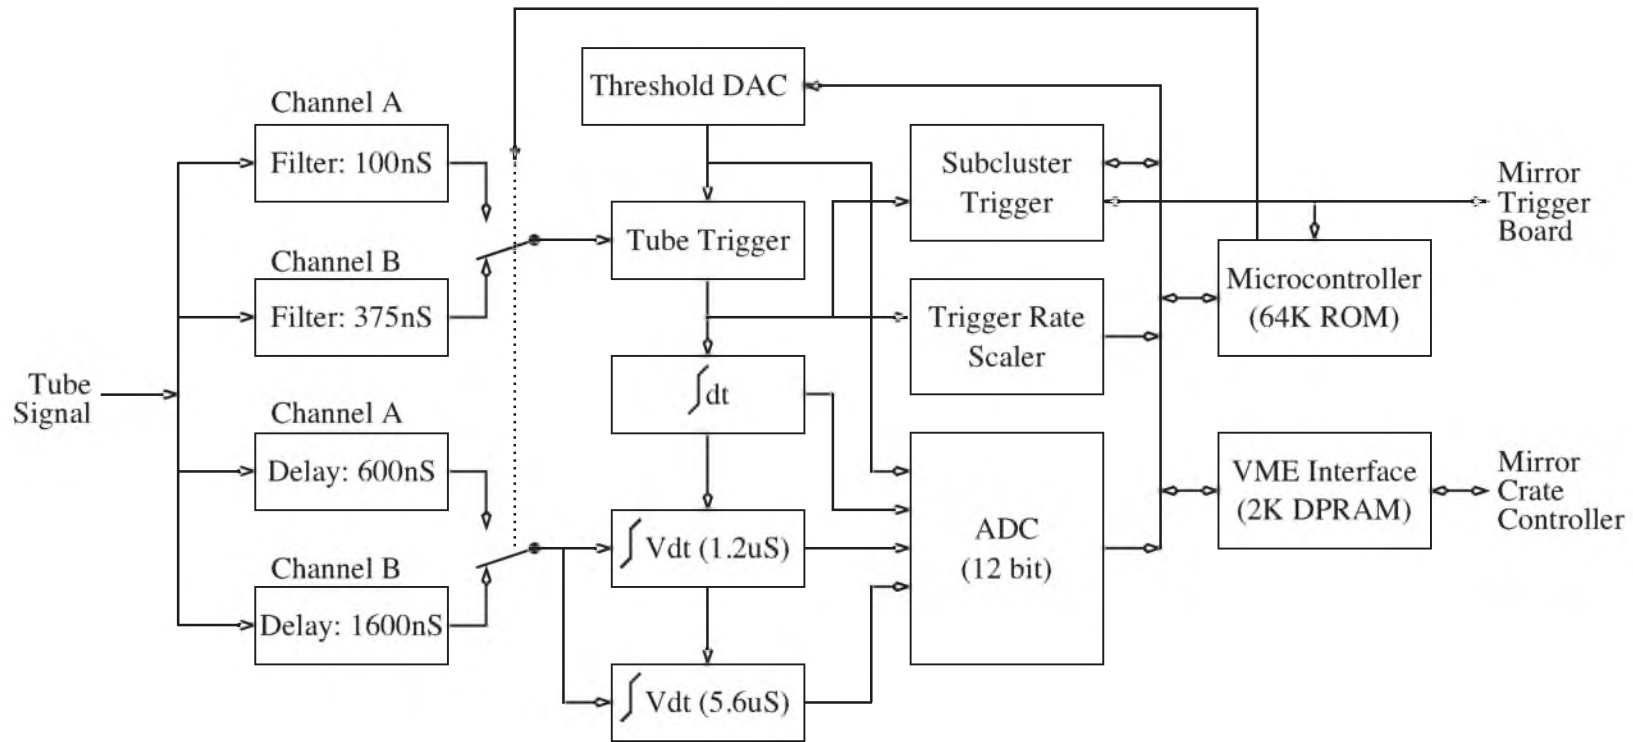 Tube
Signal
Channel A
Filter: 100nS
Channel B
Filter: 375nS
Channel A
Delay: 600nS
Channel B
Delay: 1600nS
Threshold DAC
Tube Trigger
∫dt
∫Vdt (1.2uS)
∫Vdt (5.6uS)
Subcluster
Trigger
Trigger Rate
Scaler
ADC
(12 bit)
Microcontroller
(64K ROM)
VME Interface
(2K DPRAM)
Mirror
Trigger
Board
Mirror
Crate
Controller